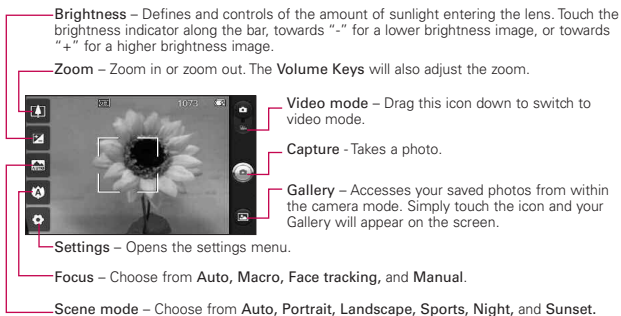 Brightness – Defines and controls of the amount of sunlight entering the lens. Touch the
brightness indicator along the bar, towards “-” for a lower brightness image, or towards
“+” for a higher brightness image.
Zoom – Zoom in or zoom out. The Volume Keys will also adjust the zoom.
1073
Video mode – Drag this icon down to switch to
video mode.
Capture - Takes a photo.
Gallery – Accesses your saved photos from within
the camera mode. Simply touch the icon and your
Gallery will appear on the screen.
Settings – Opens the settings menu.
Focus – Choose from Auto, Macro, Face tracking, and Manual.
Scene mode – Choose from Auto, Portrait, Landscape, Sports, Night, and Sunset.